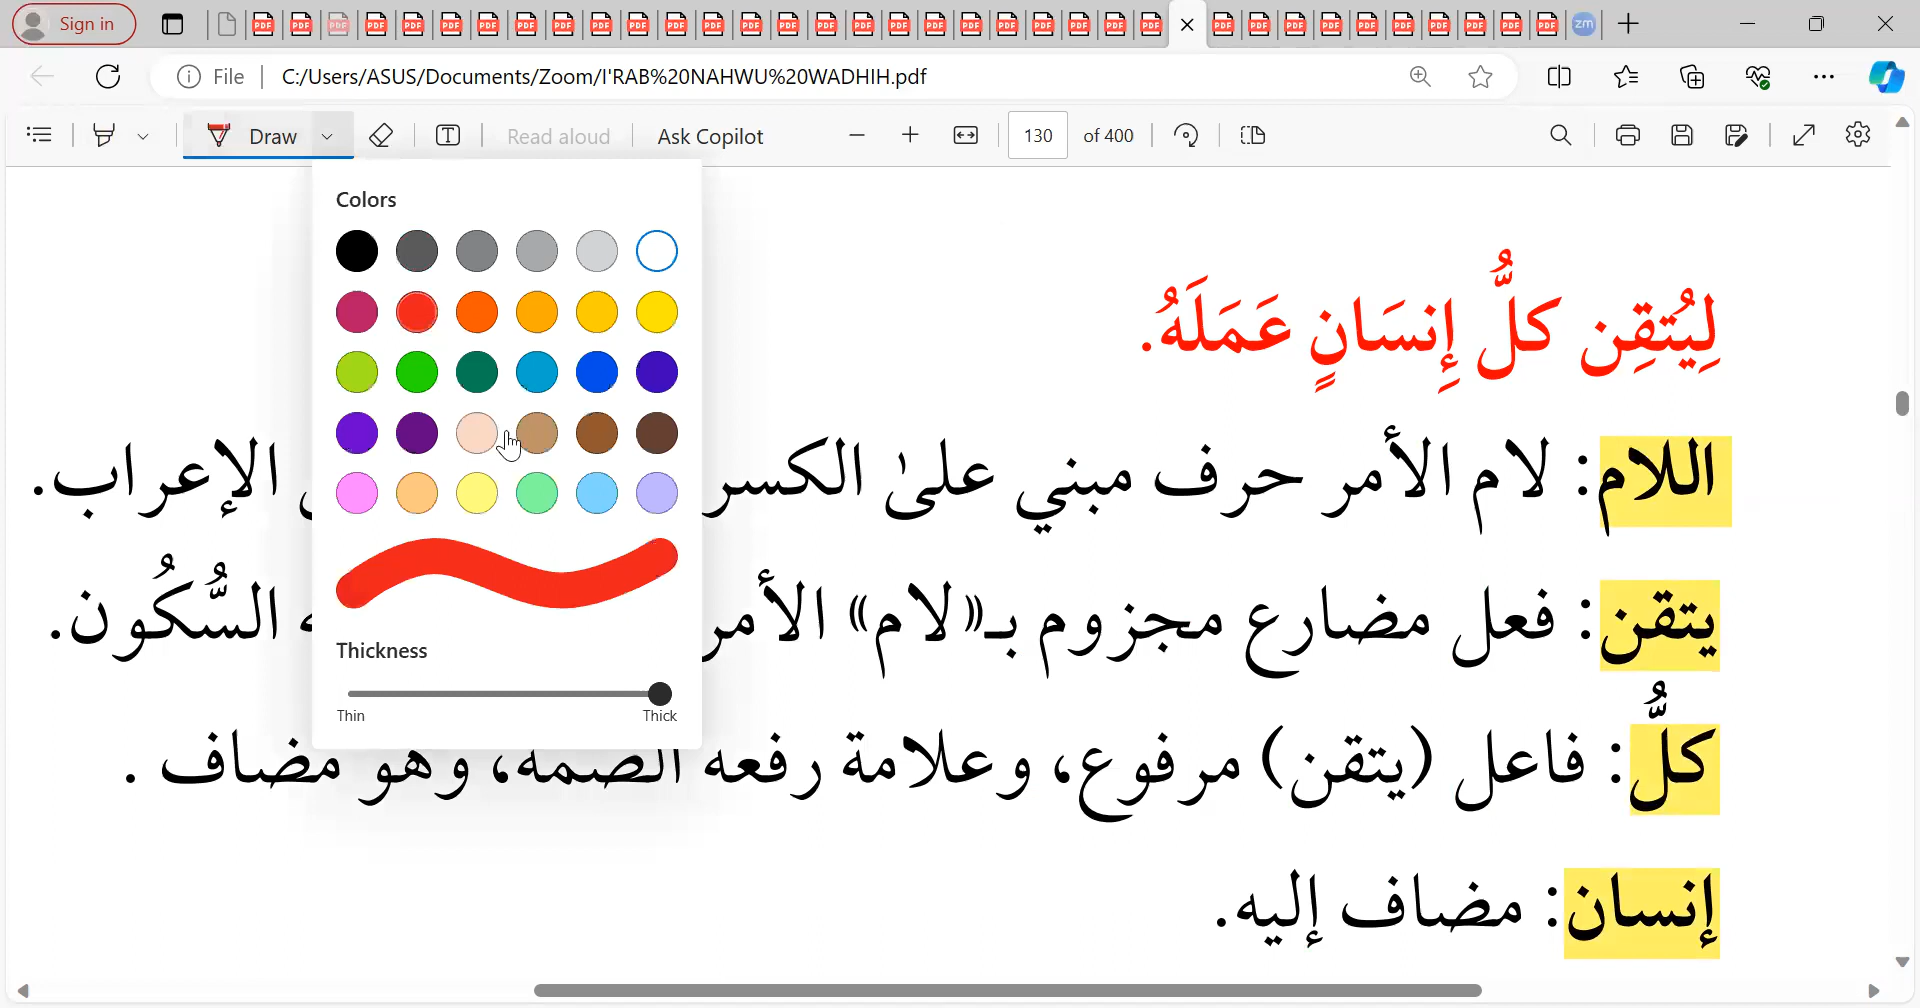 Sign in
File
C:/Users/ASUS/Documents/Zoom/I'RAB%20NAHWU%20WADHIH.pdf
Draw
Read aloud
Ask Copilot
130 of 400
Colors
Thickness
Thin
Thick
لِيُتقِن كلُّ إِنسَانٍ عَمَلَهُ.
اللام: لام الأمر حرف مبني علىٰ الكسر الإعراب.
يتقن: فعل مضارع مجزوم بـ«لام» الأمر السُّكُون.
كلُّ: فاعل (يتقن) مرفوع، وعلامة رفعه الضمة، وهو مضاف .
إنسان: مضاف إليه.